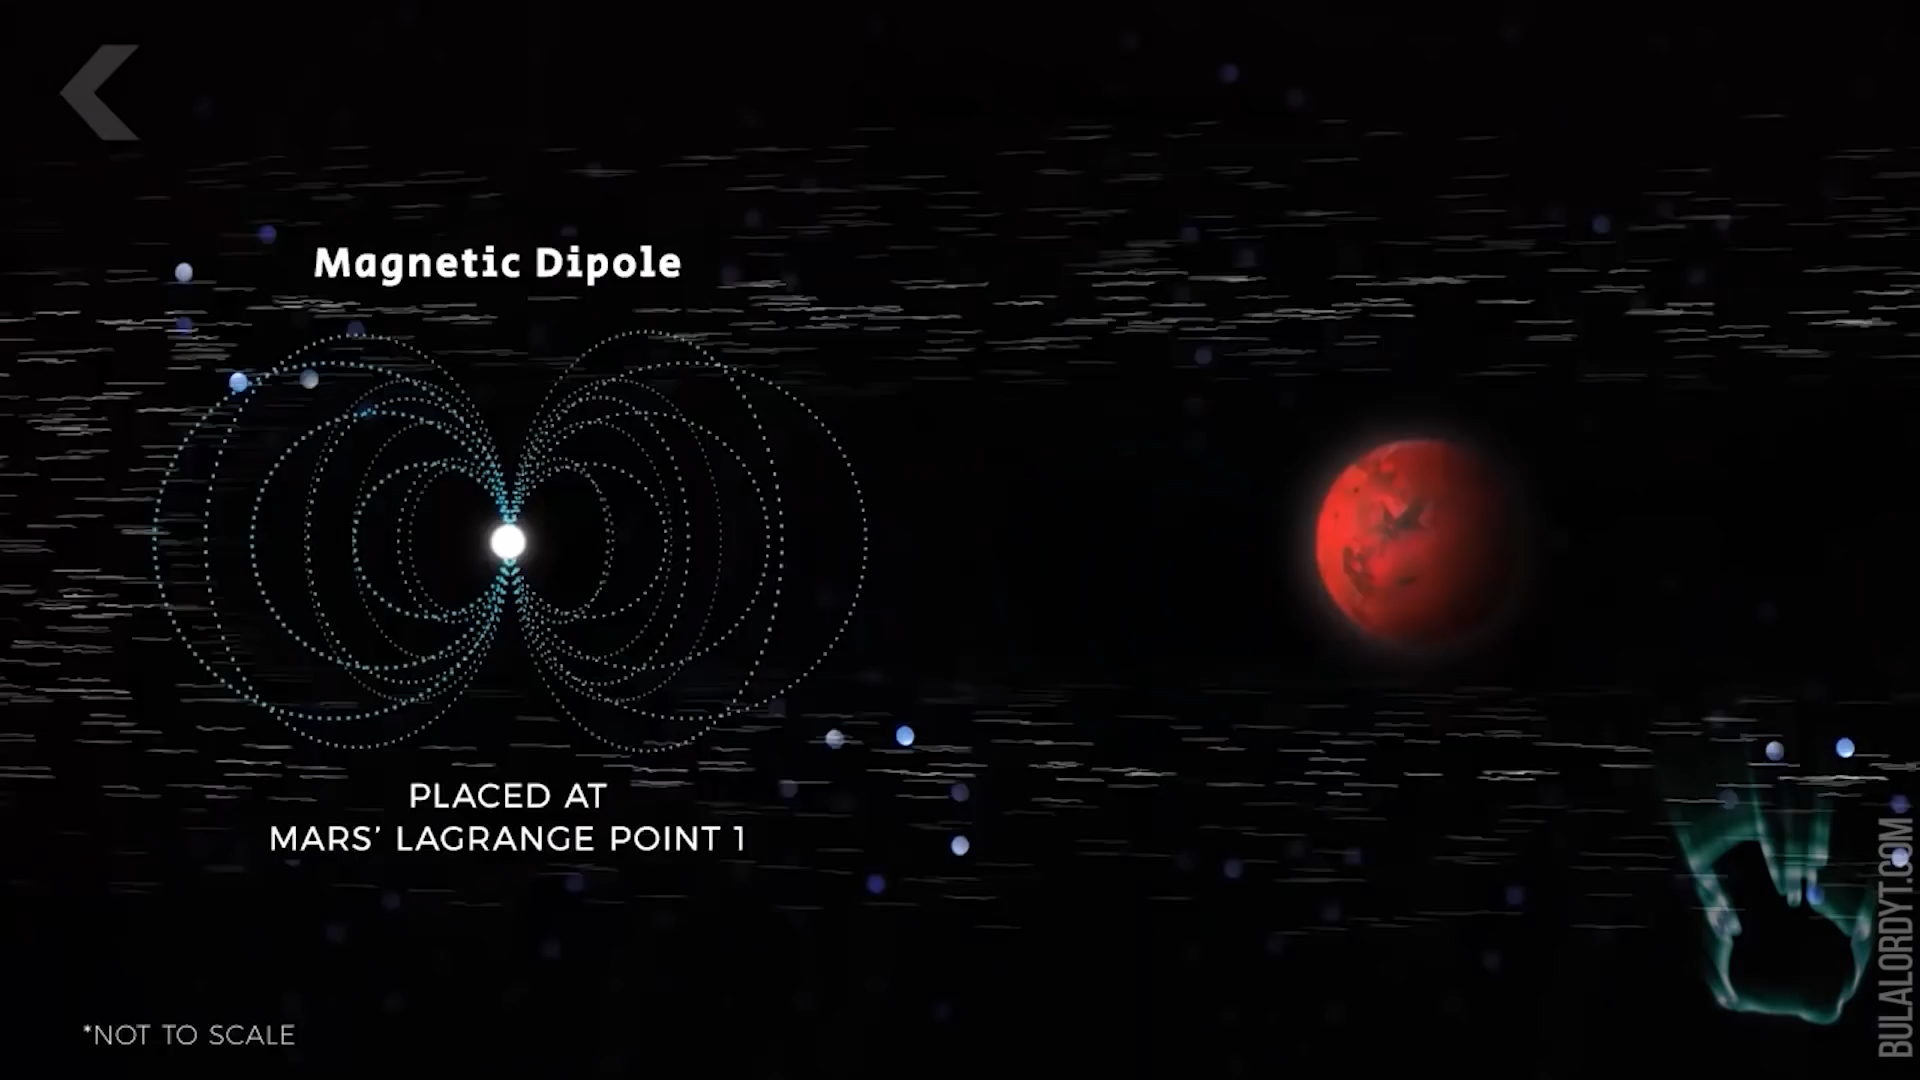 Magnetic Dipole
PLACED AT
MARS’ LAGRANGE POINT 1
*NOT TO SCALE
BULALORDYT.COM